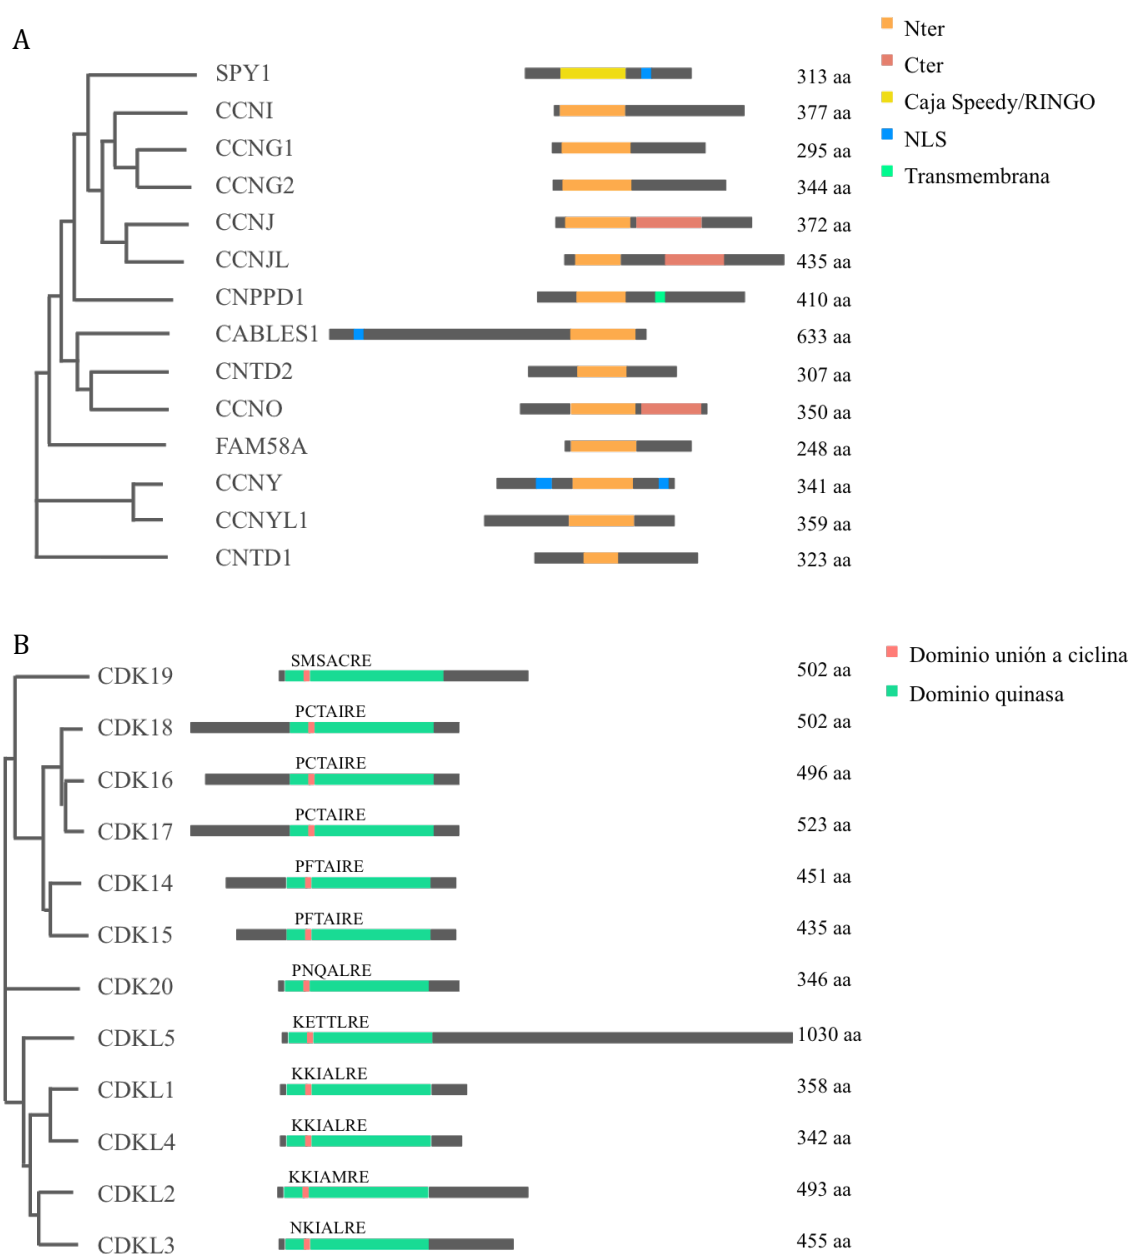 A
Nter
Cter
Caja Speedy/RINGO
NLS
Transmembrana
SPY1 313 aa
CCNI 377 aa
CCNG1 295 aa
CCNG2 344 aa
CCNJ 372 aa
CCNJL 435 aa
CNPPD1 410 aa
CABLES1 633 aa
CNTD2 307 aa
CCNO 350 aa
FAM58A 248 aa
CCNY 341 aa
CCNYL1 359 aa
CNTD1 323 aa
B
Dominio unión a ciclina
Dominio quinasa
SMSACRE
CDK19 502 aa
PCTAIRE
CDK18 502 aa
PCTAIRE
CDK16 496 aa
PCTAIRE
CDK17 523 aa
PFTAIRE
CDK14 451 aa
PFTAIRE
CDK15 435 aa
PNQALRE
CDK20 346 aa
KETTLRE
CDKL5 1030 aa
KKIALRE
CDKL1 358 aa
KKIALRE
CDKL4 342 aa
KKIAMRE
CDKL2 493 aa
NKIALRE
CDKL3 455 aa